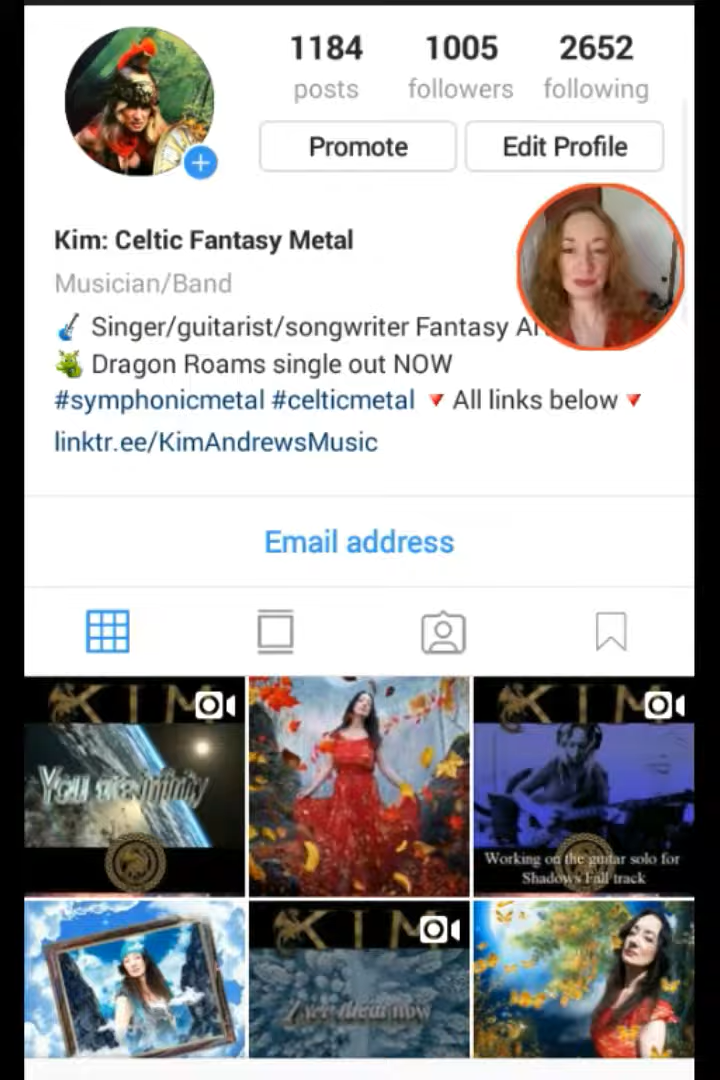 1184 1005 2652
posts followers following
Promote Edit Profile
Kim: Celtic Fantasy Metal
Musician/Band
Singer/guitarist/songwriter Fantasy
Dragon Roams single out NOW
#symphonicmetal #celticmetal All links below
linktr.ee/KimAndrewsMusic
Email address
KIM KIM
You are infinity
Working on the guitar solo for
Shadows Fall track
KIM